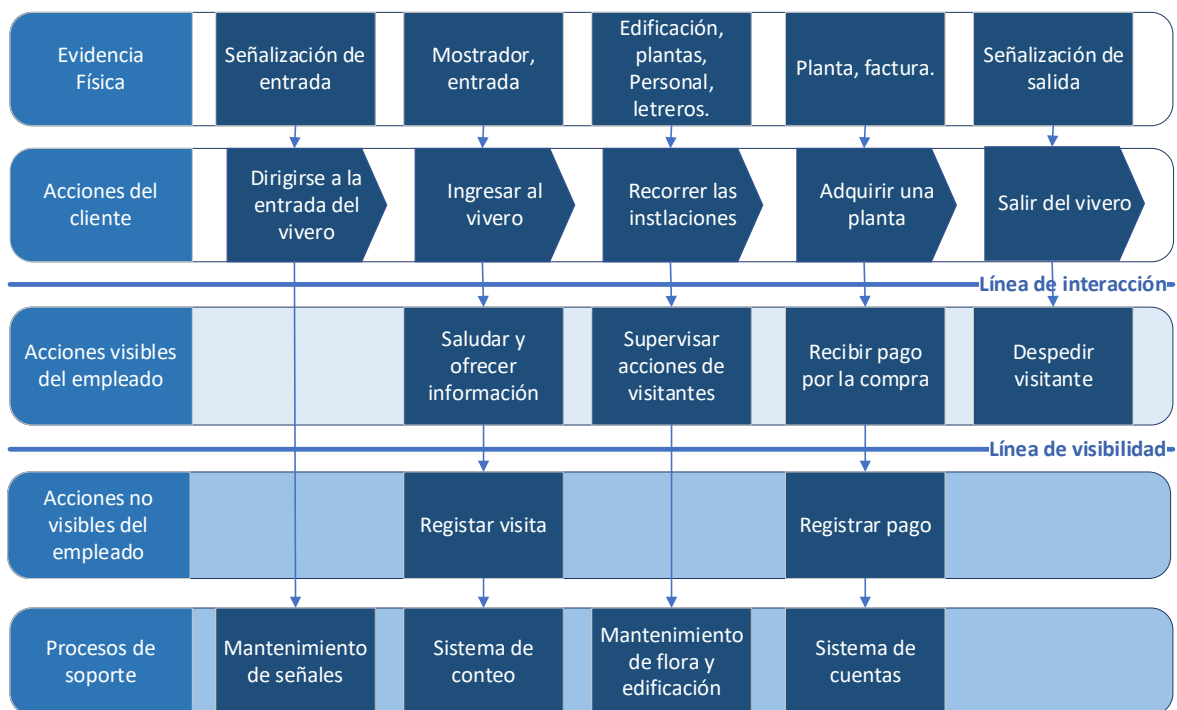 Evidencia
Física
Señalización de
entrada
Mostrador,
entrada
Edificación,
plantas,
Personal,
letreros.
Planta, factura.
Señalización de
salida
Acciones del
cliente
Dirigirse a la
entrada del
vivero
Ingresar al
vivero
Recorrer las
instlaciones
Adquirir una
planta
Salir del vivero
Línea de interacción
Acciones visibles
del empleado
Saludar y
ofrecer
información
Supervisar
acciones de
visitantes
Recibir pago
por la compra
Despedir
visitante
Línea de visibilidad
Acciones no
visibles del
empleado
Registar visita
Registrar pago
Procesos de
soporte
Mantenimiento
de señales
Sistema de
conteo
Mantenimiento
de flora y
edificación
Sistema de
cuentas